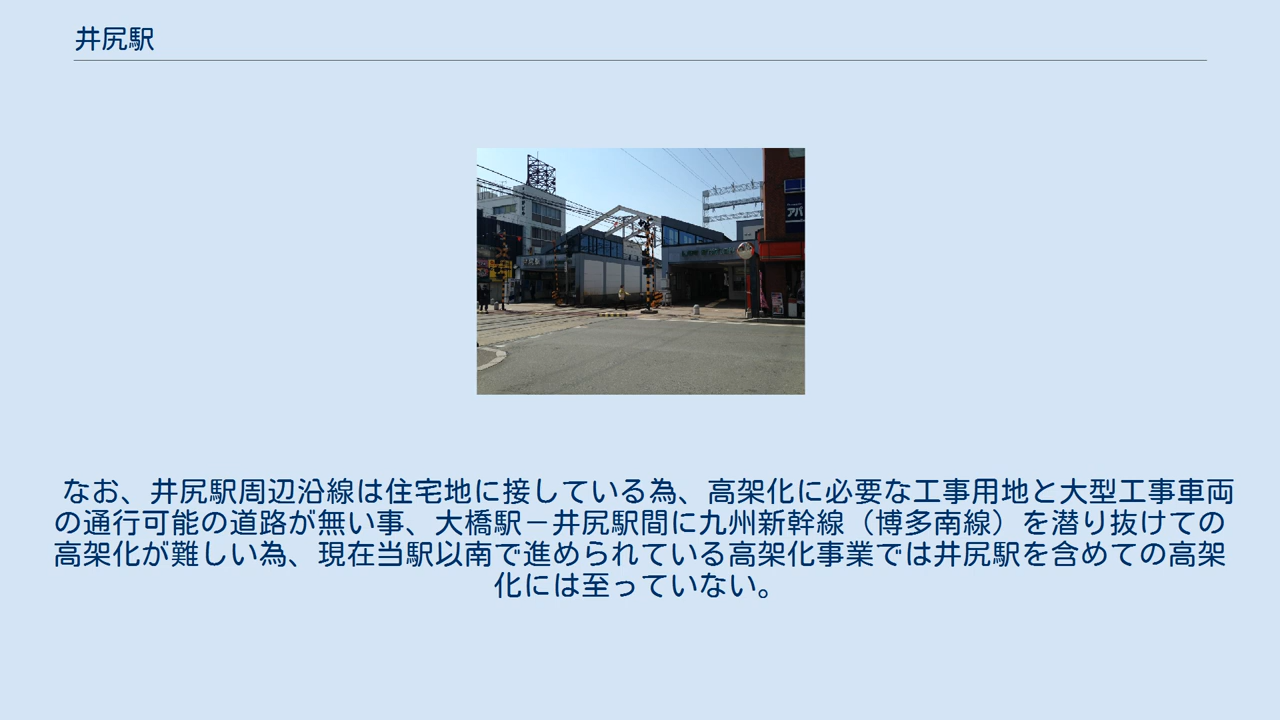 井尻駅
アパ
なお、井尻駅周辺沿線は住宅地に接している為、高架化に必要な工事用地と大型工事車両
の通行可能の道路が無い事、大橋駅－井尻駅間に九州新幹線（博多南線）を潜り抜けての
高架化が難しい為、現在当駅以南で進められている高架化事業では井尻駅を含めての高架
化には至っていない。